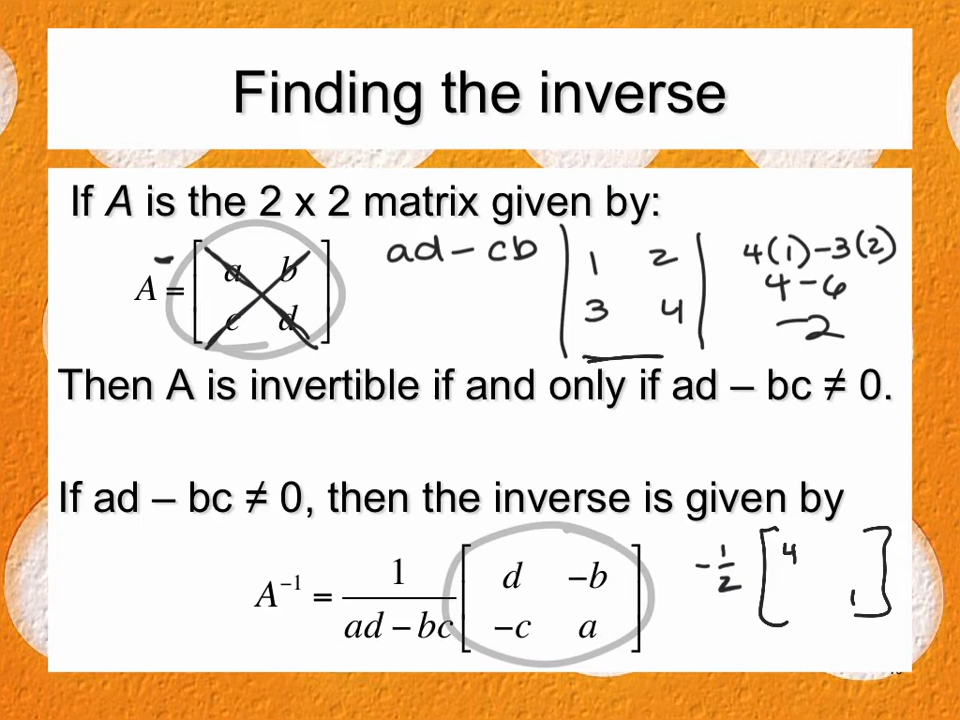 Finding the inverse
If A is the 2 x 2 matrix given by:
A = [ a b ad – cb | 1 2 | 4(1) – 3(2)
c d ] 3 4 4 – 6
–2
Then A is invertible if and only if ad – bc ≠ 0.
If ad – bc ≠ 0, then the inverse is given by
A⁻¹ = 1 / (ad – bc) [ d –b – 1/2 [ 4
–c a ] 1 ]